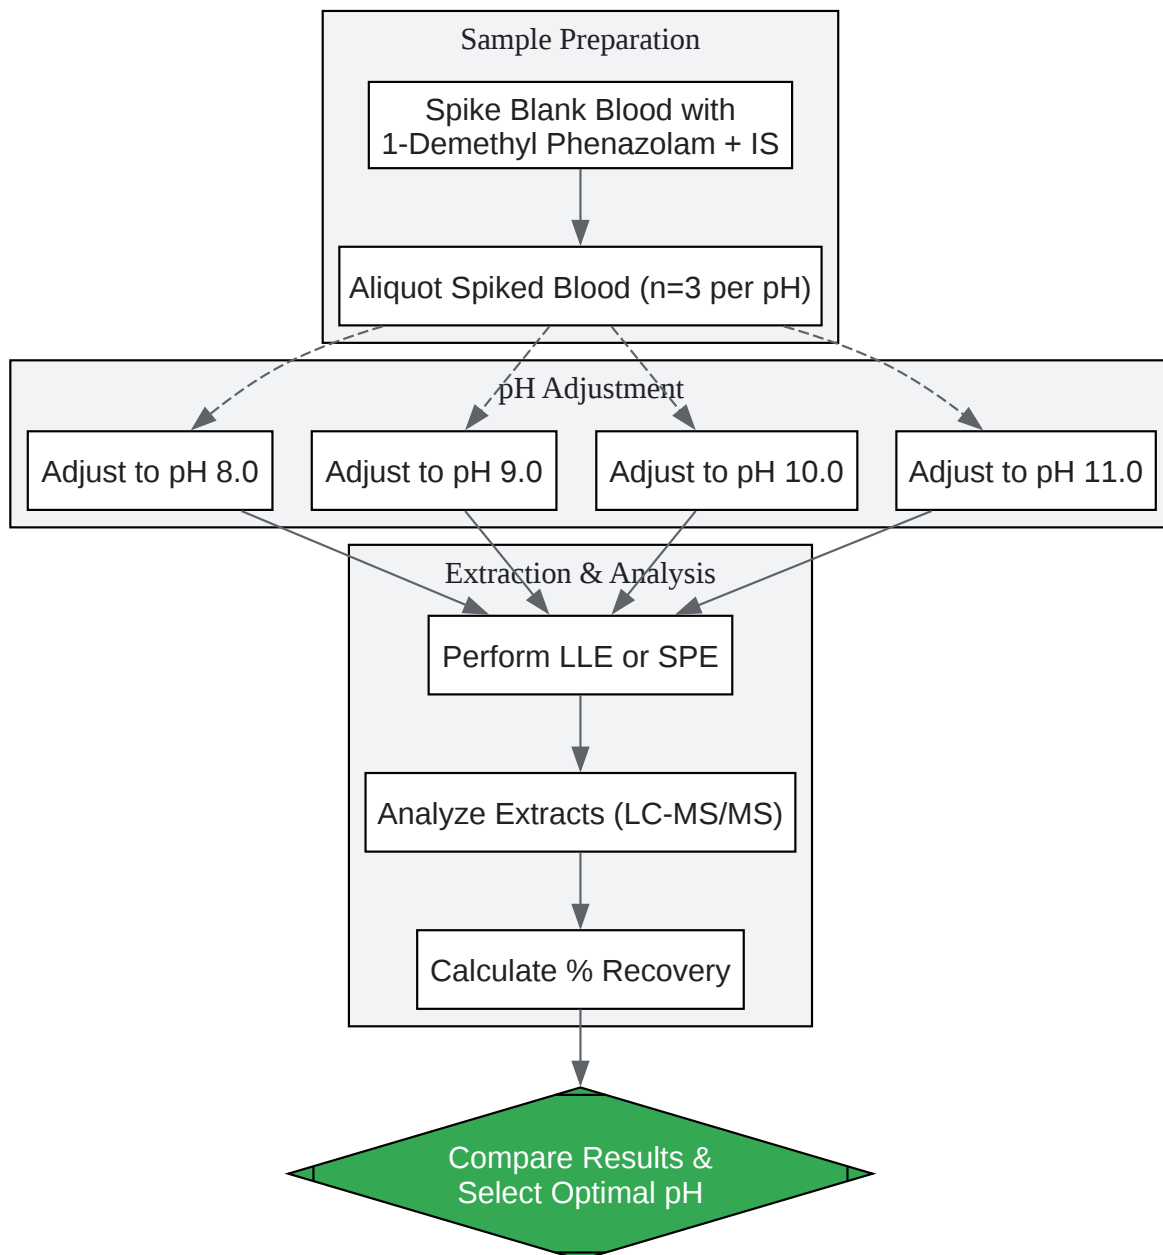 Sample Preparation
Spike Blank Blood with
1-Demethyl Phenazolam + IS
Aliquot Spiked Blood (n=3 per pH)
pH Adjustment
Adjust to pH 8.0
Adjust to pH 9.0
Adjust to pH 10.0
Adjust to pH 11.0
Extraction & Analysis
Perform LLE or SPE
Analyze Extracts (LC-MS/MS)
Calculate % Recovery
Compare Results &
Select Optimal pH